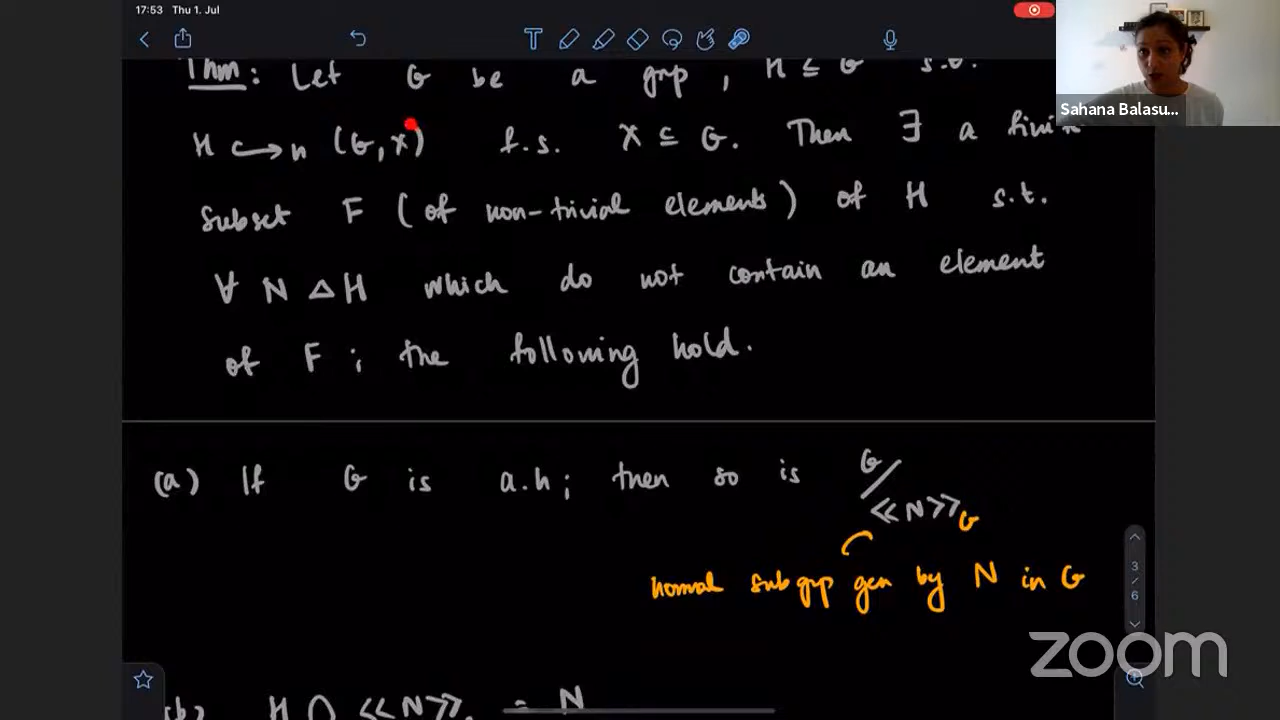 17:53 Thu 1. Jul
Sahana Balasu...
Thm: Let G be a grp, H ≤ G s.t.
H ↪n (G,X) f.s. X ⊆ G. Then ∃ a finite
subset F (of non-trivial elements) of H s.t.
∀ N △ H which do not contain an element
of F ; the following hold.
(a) If G is a.h; then so is G/≪N≫G
normal subgrp gen by N in G
3/6
zoom
(b) H ∩ ≪N≫ = N